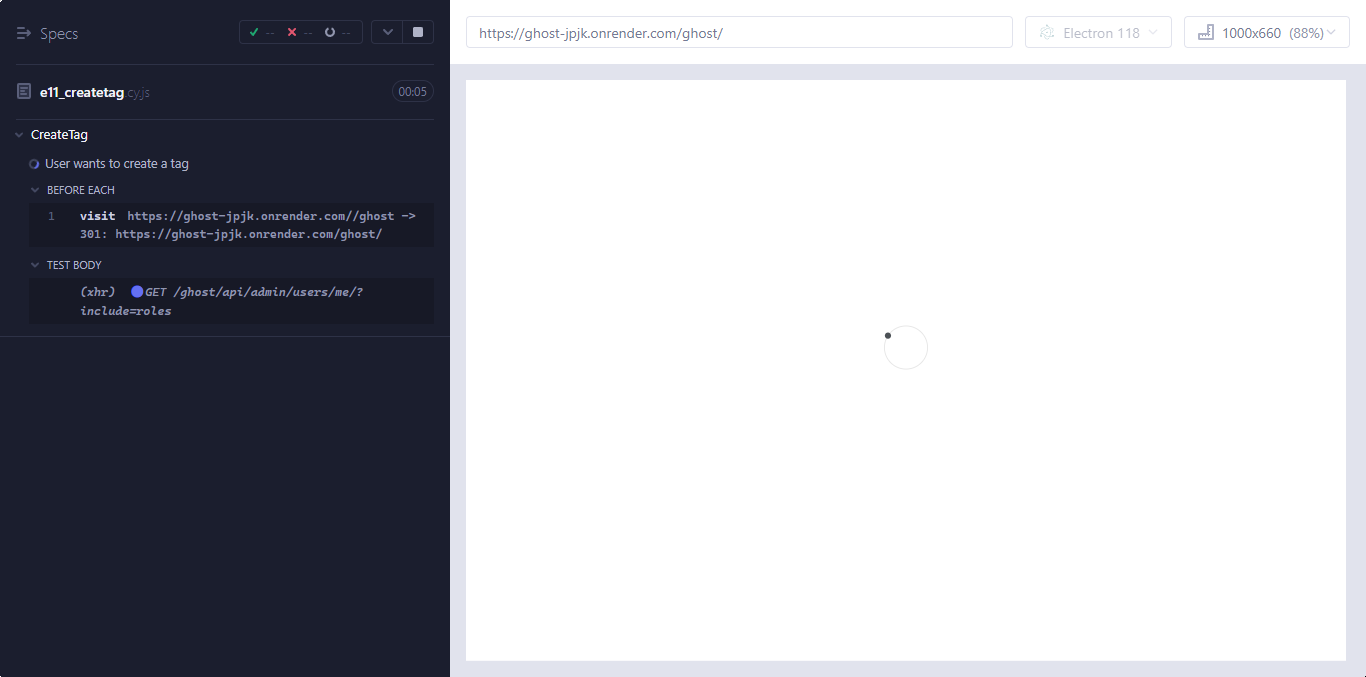 Specs
-- -- --
https://ghost-jpjk.onrender.com/ghost/
Electron 118
1000x660 (88%)
e11_createtag.cy.js
00:05
CreateTag
User wants to create a tag
BEFORE EACH
1 visit https://ghost-jpjk.onrender.com//ghost ->
301: https://ghost-jpjk.onrender.com/ghost/
TEST BODY
(xhr) GET /ghost/api/admin/users/me/?
include=roles